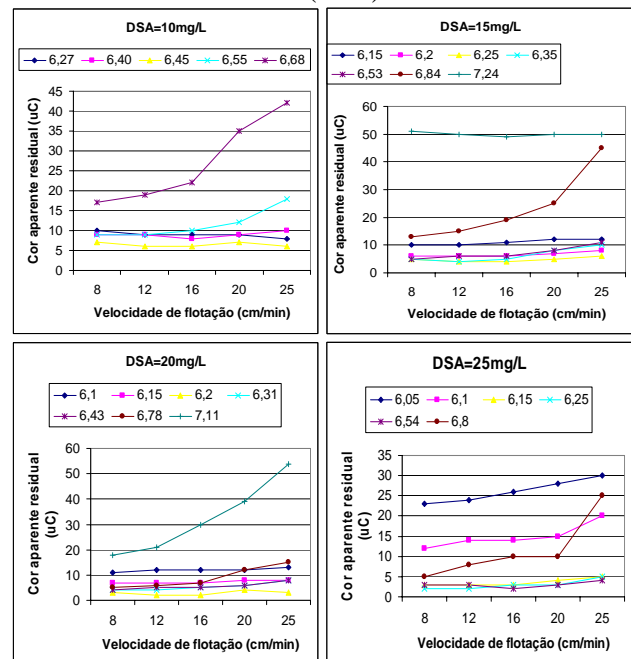 DSA=10mg/L
6,27 6,40 6,45 6,55 6,68
Cor aparente residual (uC)
45
40
35
30
25
20
15
10
5
0
8 12 16 20 25
Velocidade de flotação (cm/min)
DSA=15mg/L
6,15 6,2 6,25 6,35
6,53 6,84 7,24
Cor aparente residual (uC)
60
50
40
30
20
10
0
8 12 16 20 25
Velocidade de flotação (cm/min)
DSA=20mg/L
6,1 6,15 6,2 6,31
6,43 6,78 7,11
Cor aparente residual
(uC)
60
50
40
30
20
10
0
8 12 16 20 25
Velocidade de flotação (cm/min)
DSA=25mg/L
6,05 6,1 6,15 6,25
6,54 6,8
Cor aparente residual
(uC)
35
30
25
20
15
10
5
0
8 12 16 20 25
Velocidade de flotação (cm/min)